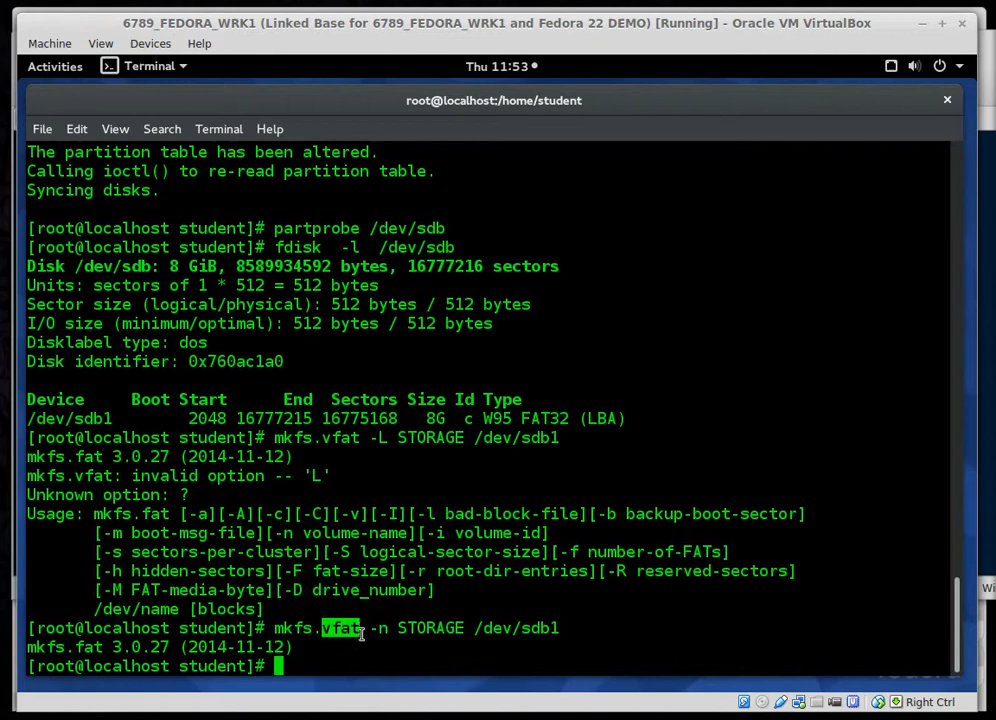 6789_FEDORA_WRK1 (Linked Base for 6789_FEDORA_WRK1 and Fedora 22 DEMO) [Running] - Oracle VM VirtualBox
Machine View Devices Help
Activities Terminal Thu 11:53
root@localhost:/home/student
File Edit View Search Terminal Help
The partition table has been altered.
Calling ioctl() to re-read partition table.
Syncing disks.
[root@localhost student]# partprobe /dev/sdb
[root@localhost student]# fdisk  -l  /dev/sdb
Disk /dev/sdb: 8 GiB, 8589934592 bytes, 16777216 sectors
Units: sectors of 1 * 512 = 512 bytes
Sector size (logical/physical): 512 bytes / 512 bytes
I/O size (minimum/optimal): 512 bytes / 512 bytes
Disklabel type: dos
Disk identifier: 0x760ac1a0
Device     Boot Start      End  Sectors Size Id Type
/dev/sdb1        2048 16777215 16775168   8G  c W95 FAT32 (LBA)
[root@localhost student]# mkfs.vfat -L STORAGE /dev/sdb1
mkfs.fat 3.0.27 (2014-11-12)
mkfs.vfat: invalid option -- 'L'
Unknown option: ?
Usage: mkfs.fat [-a][-A][-c][-C][-v][-I][-l bad-block-file][-b backup-boot-sector]
       [-m boot-msg-file][-n volume-name][-i volume-id]
       [-s sectors-per-cluster][-S logical-sector-size][-f number-of-FATs]
       [-h hidden-sectors][-F fat-size][-r root-dir-entries][-R reserved-sectors]
       [-M FAT-media-byte][-D drive_number]
       /dev/name [blocks]
[root@localhost student]# mkfs.vfat -n STORAGE /dev/sdb1
mkfs.fat 3.0.27 (2014-11-12)
[root@localhost student]#
Right Ctrl